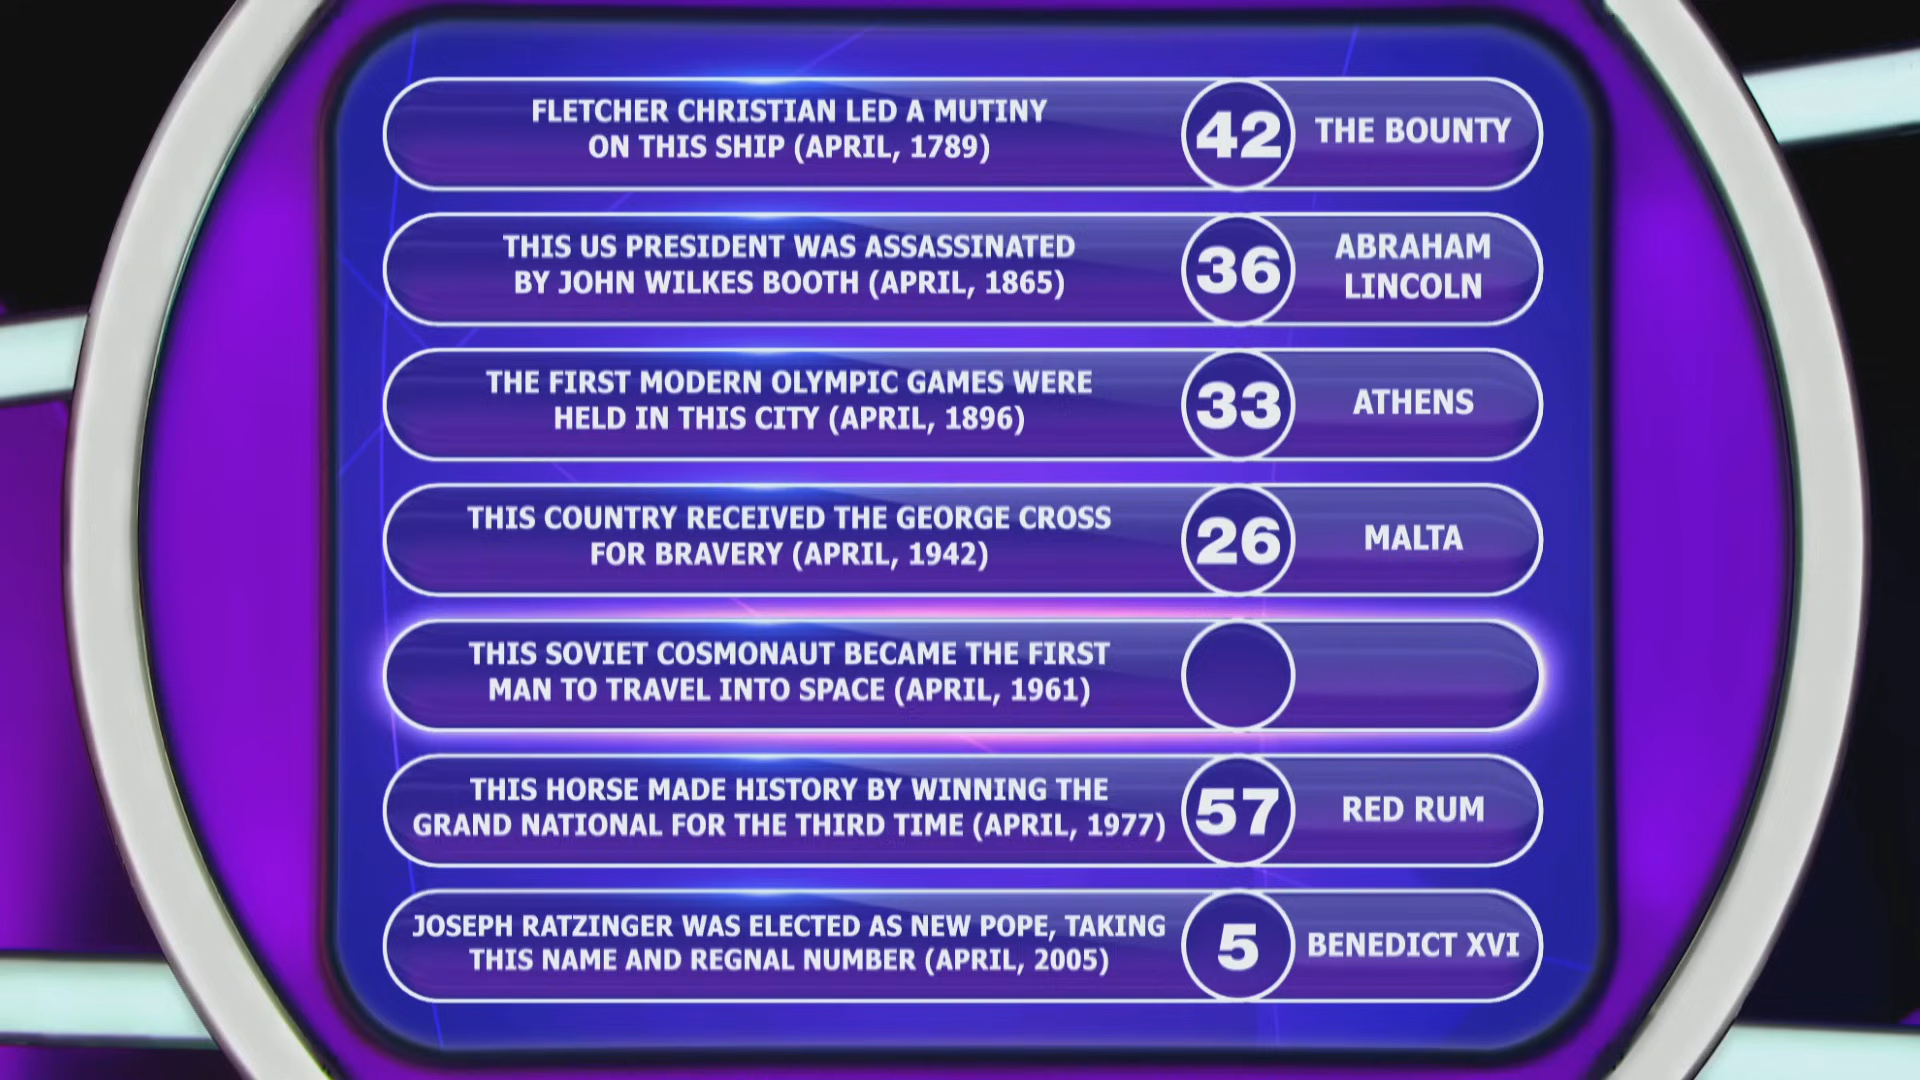 FLETCHER CHRISTIAN LED A MUTINY
ON THIS SHIP (APRIL, 1789)
42
THE BOUNTY
THIS US PRESIDENT WAS ASSASSINATED
BY JOHN WILKES BOOTH (APRIL, 1865)
36
ABRAHAM
LINCOLN
THE FIRST MODERN OLYMPIC GAMES WERE
HELD IN THIS CITY (APRIL, 1896)
33
ATHENS
THIS COUNTRY RECEIVED THE GEORGE CROSS
FOR BRAVERY (APRIL, 1942)
26
MALTA
THIS SOVIET COSMONAUT BECAME THE FIRST
MAN TO TRAVEL INTO SPACE (APRIL, 1961)
THIS HORSE MADE HISTORY BY WINNING THE
GRAND NATIONAL FOR THE THIRD TIME (APRIL, 1977)
57
RED RUM
JOSEPH RATZINGER WAS ELECTED AS NEW POPE, TAKING
THIS NAME AND REGNAL NUMBER (APRIL, 2005)
5
BENEDICT XVI